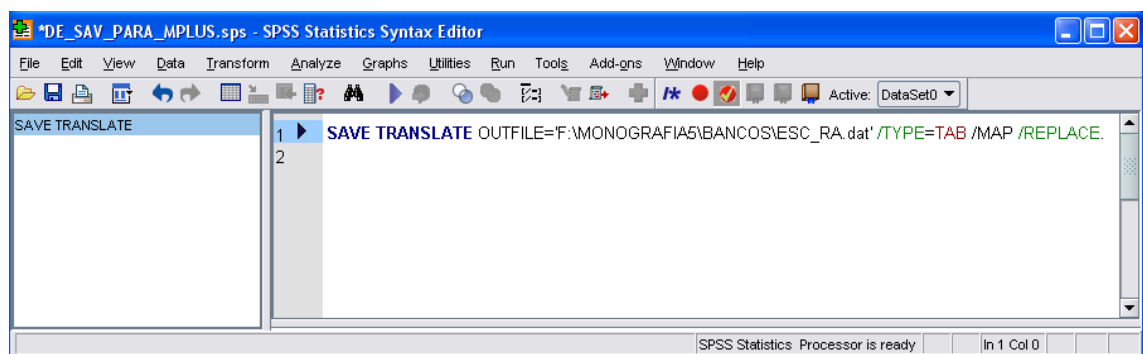 *DE_SAV_PARA_MPLUS.sps - SPSS Statistics Syntax Editor
File Edit View Data Transform Analyze Graphs Utilities Run Tools Add-ons Window Help
Active: DataSet0
SAVE TRANSLATE
1 SAVE TRANSLATE OUTFILE='F:\MONOGRAFIA5\BANCOS\ESC_RA.dat' /TYPE=TAB /MAP /REPLACE.
2
SPSS Statistics Processor is ready In 1 Col 0